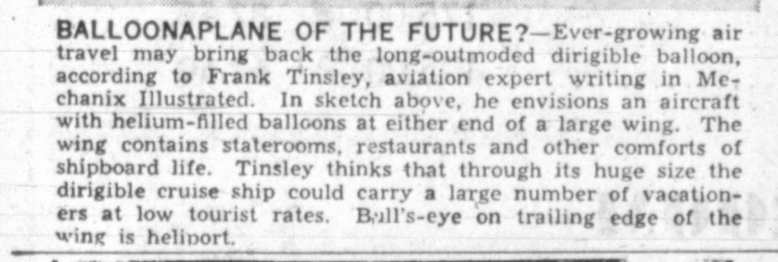 BALLOONAPLANE OF THE FUTURE?—Ever-growing air
travel may bring back the long-outmoded dirigible balloon,
according to Frank Tinsley, aviation expert writing in Me-
chanix Illustrated. In sketch above, he envisions an aircraft
with helium-filled balloons at either end of a large wing. The
wing contains staterooms, restaurants and other comforts of
shipboard life. Tinsley thinks that through its huge size the
dirigible cruise ship could carry a large number of vacation-
ers at low tourist rates. Bull's-eye on trailing edge of the
wing is heliport.